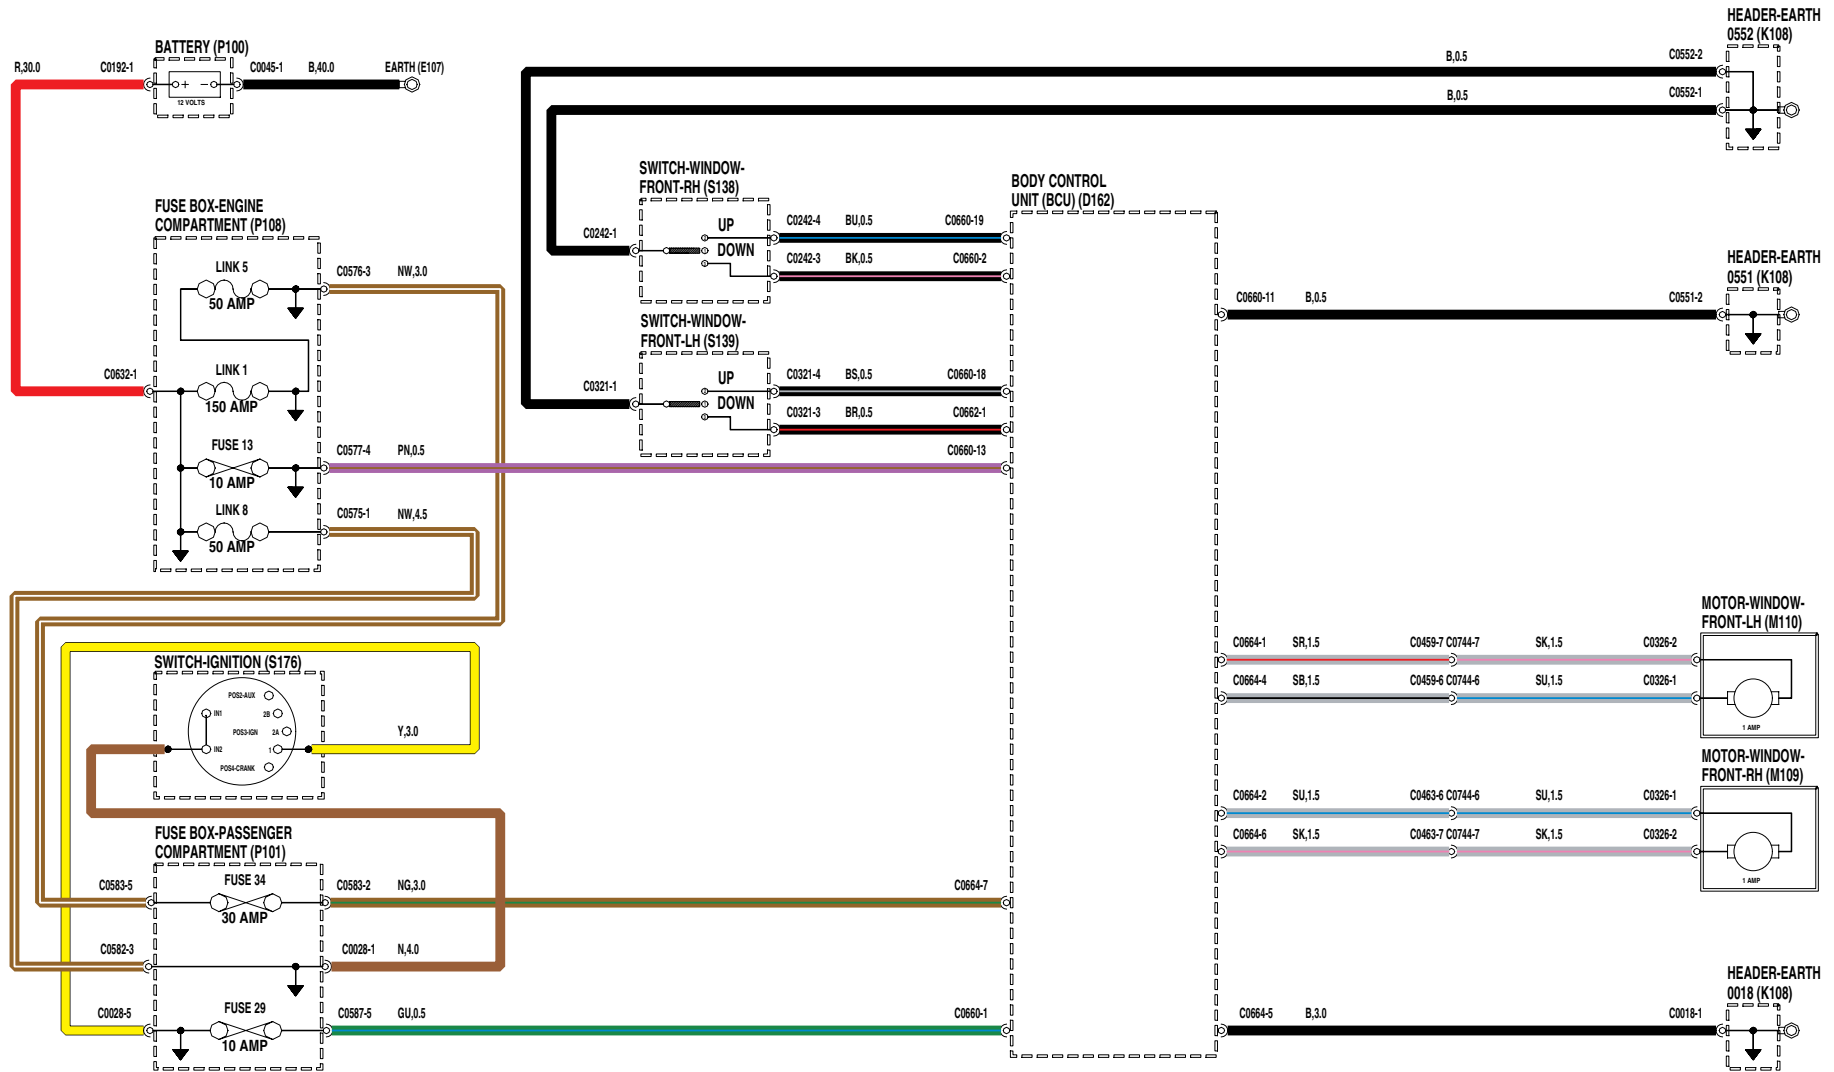 HEADER-EARTH
0552 (K108)
BATTERY (P100)
R,30.0
C0192-1
C0045-1
B,40.0
EARTH (E107)
+
-
12 VOLTS
B,0.5
C0552-2
B,0.5
C0552-1
SWITCH-WINDOW-
FRONT-RH (S138)
UP
DOWN
C0242-1
C0242-4
BU,0.5
C0660-19
C0242-3
BK,0.5
C0660-2
BODY CONTROL
UNIT (BCU) (D162)
FUSE BOX-ENGINE
COMPARTMENT (P108)
LINK 5
50 AMP
C0576-3
NW,3.0
C0632-1
LINK 1
150 AMP
FUSE 13
10 AMP
C0577-4
PN,0.5
C0660-13
LINK 8
50 AMP
C0575-1
NW,4.5
SWITCH-WINDOW-
FRONT-LH (S139)
UP
DOWN
C0321-1
C0321-4
BS,0.5
C0660-18
C0321-3
BR,0.5
C0662-1
HEADER-EARTH
0551 (K108)
C0660-11
B,0.5
C0551-2
SWITCH-IGNITION (S176)
POS2-AUX
IN1
2B
POS3-IGN
2A
IN2
1
POS4-CRANK
Y,3.0
MOTOR-WINDOW-
FRONT-LH (M110)
C0664-1
SR,1.5
C0459-7 C0744-7
SK,1.5
C0326-2
C0664-4
SB,1.5
C0459-6 C0744-6
SU,1.5
C0326-1
1 AMP
MOTOR-WINDOW-
FRONT-RH (M109)
C0664-2
SU,1.5
C0463-6 C0744-6
SU,1.5
C0326-1
C0664-6
SK,1.5
C0463-7 C0744-7
SK,1.5
C0326-2
1 AMP
FUSE BOX-PASSENGER
COMPARTMENT (P101)
C0583-5
FUSE 34
30 AMP
C0583-2
NG,3.0
C0664-7
C0582-3
C0028-1
N,4.0
C0028-5
FUSE 29
10 AMP
C0587-5
GU,0.5
C0660-1
HEADER-EARTH
0018 (K108)
C0664-5
B,3.0
C0018-1